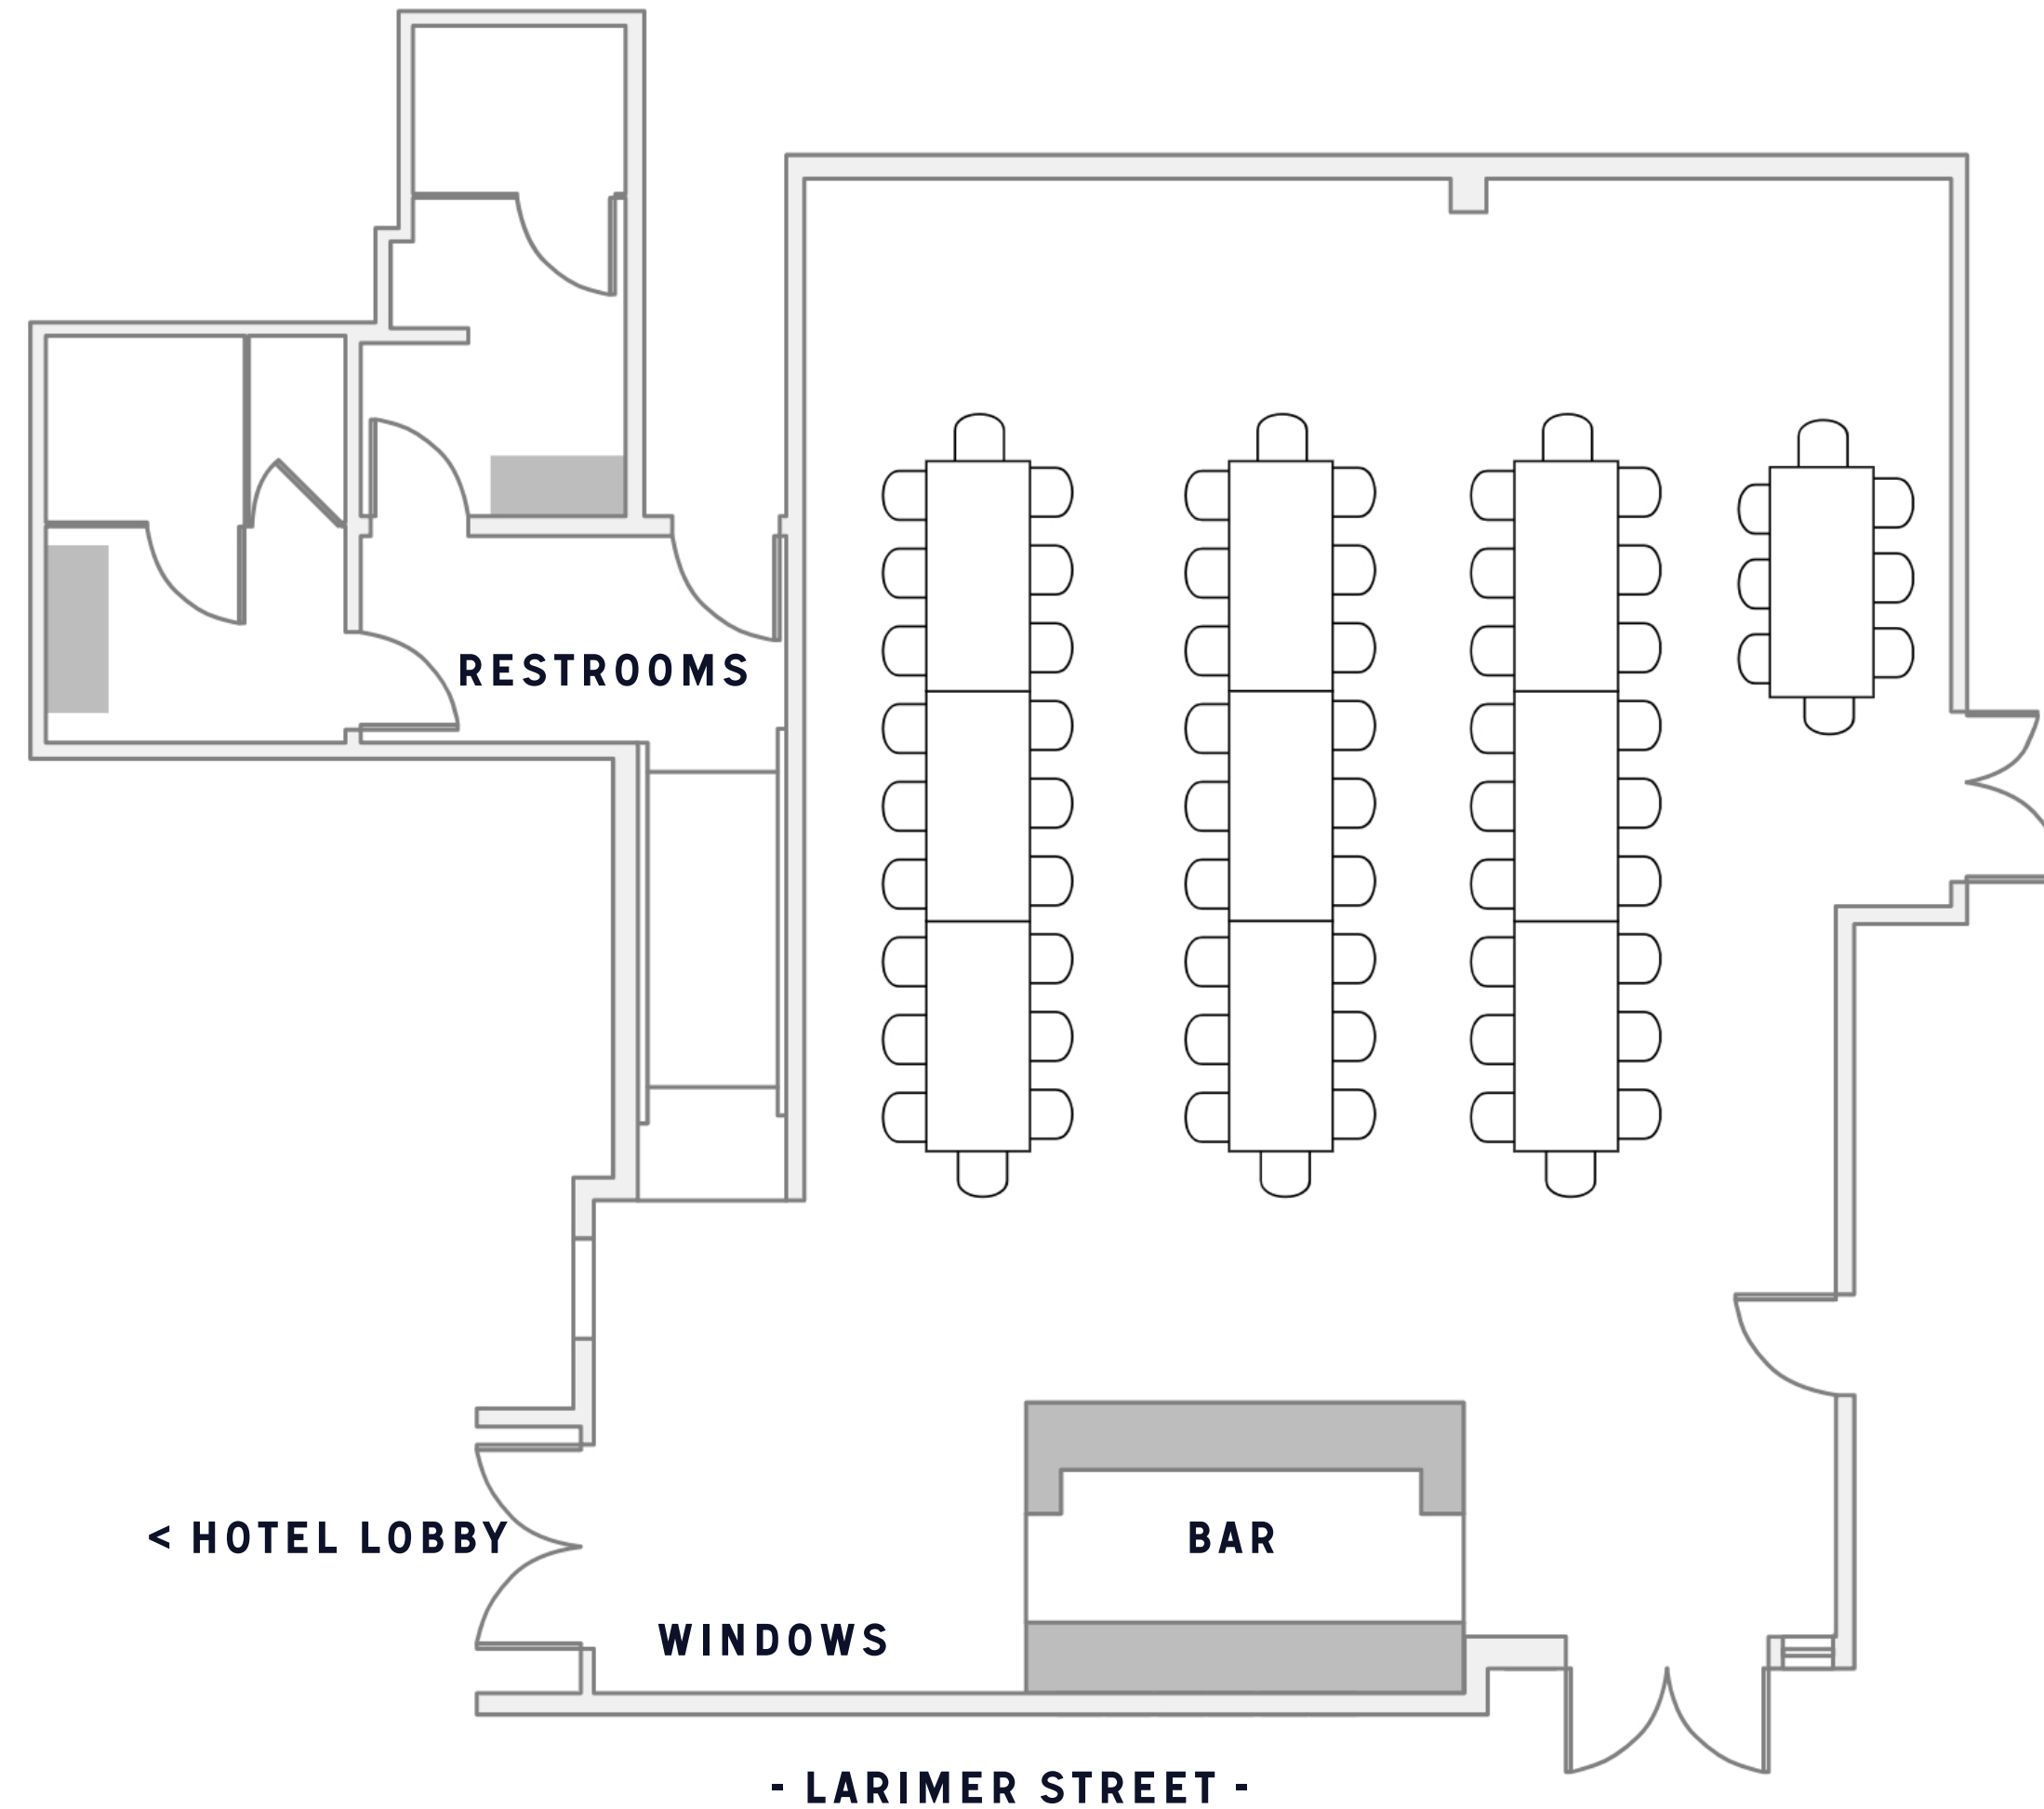 RESTROOMS
< HOTEL LOBBY
BAR
WINDOWS
- LARIMER STREET -